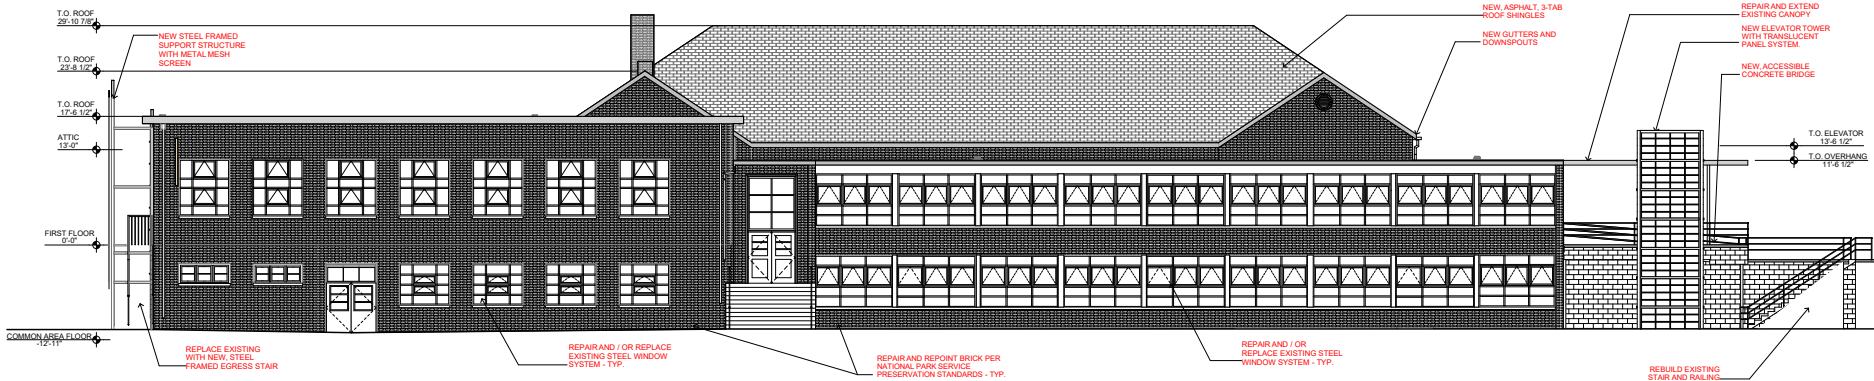 T.O. ROOF
29'-10 7/8"
T.O. ROOF
23'-8 1/2"
T.O. ROOF
17'-6 1/2"
ATTIC
13'-0"
FIRST FLOOR
0'-0"
COMMON AREA FLOOR
-12'-11"
NEW STEEL FRAMED
SUPPORT STRUCTURE
WITH METAL MESH
SCREEN
NEW, ASPHALT, 3-TAB
ROOF SHINGLES
NEW GUTTERS AND
DOWNSPOUTS
REPAIR AND EXTEND
EXISTING CANOPY
NEW ELEVATOR TOWER
WITH TRANSLUCENT
PANEL SYSTEM.
NEW, ACCESSIBLE
CONCRETE BRIDGE
T.O. ELEVATOR
13'-6 1/2"
T.O. OVERHANG
11'-6 1/2"
REPLACE EXISTING
WITH NEW, STEEL
FRAMED EGRESS STAIR
REPAIR AND / OR REPLACE
EXISTING STEEL WINDOW
SYSTEM - TYP.
REPAIR AND REPOINT BRICK PER
NATIONAL PARK SERVICE
PRESERVATION STANDARDS - TYP.
REPAIR AND / OR
REPLACE EXISTING STEEL
WINDOW SYSTEM - TYP.
REBUILD EXISTING
STAIR AND RAILING